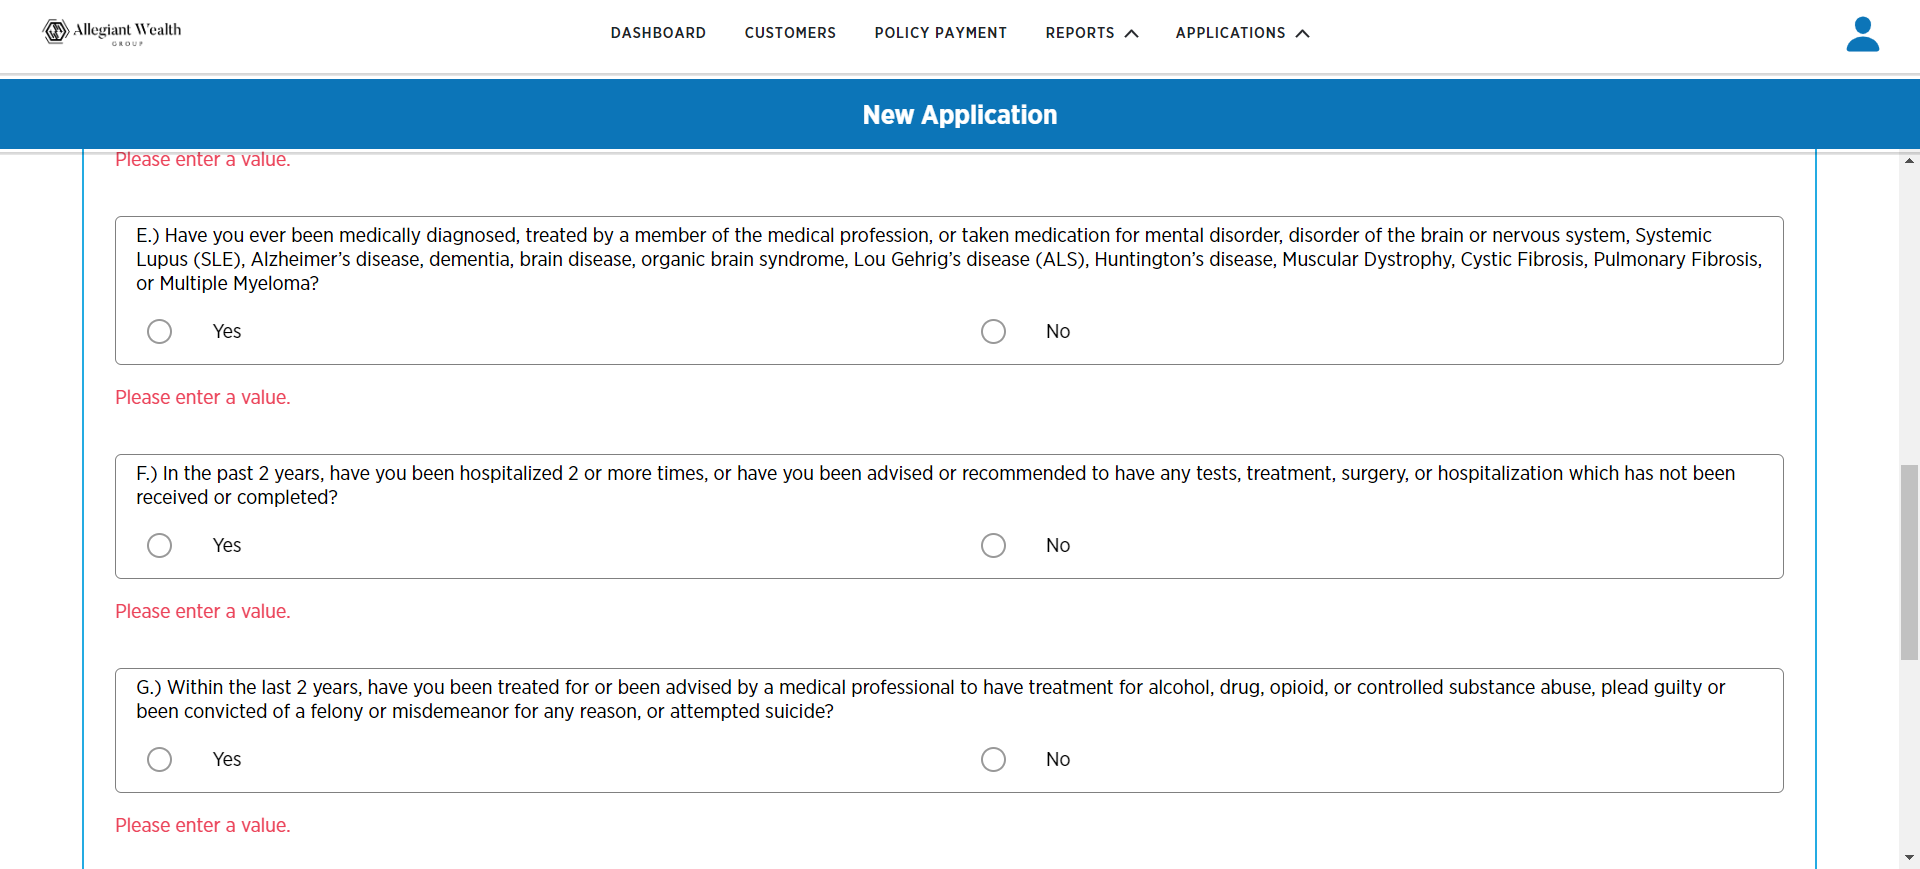 Allegiant Wealth
GROUP
DASHBOARD CUSTOMERS POLICY PAYMENT REPORTS APPLICATIONS
New Application
Please enter a value.
E.) Have you ever been medically diagnosed, treated by a member of the medical profession, or taken medication for mental disorder, disorder of the brain or nervous system, Systemic
Lupus (SLE), Alzheimer’s disease, dementia, brain disease, organic brain syndrome, Lou Gehrig’s disease (ALS), Huntington’s disease, Muscular Dystrophy, Cystic Fibrosis, Pulmonary Fibrosis,
or Multiple Myeloma?
Yes No
Please enter a value.
F.) In the past 2 years, have you been hospitalized 2 or more times, or have you been advised or recommended to have any tests, treatment, surgery, or hospitalization which has not been
received or completed?
Yes No
Please enter a value.
G.) Within the last 2 years, have you been treated for or been advised by a medical professional to have treatment for alcohol, drug, opioid, or controlled substance abuse, plead guilty or
been convicted of a felony or misdemeanor for any reason, or attempted suicide?
Yes No
Please enter a value.